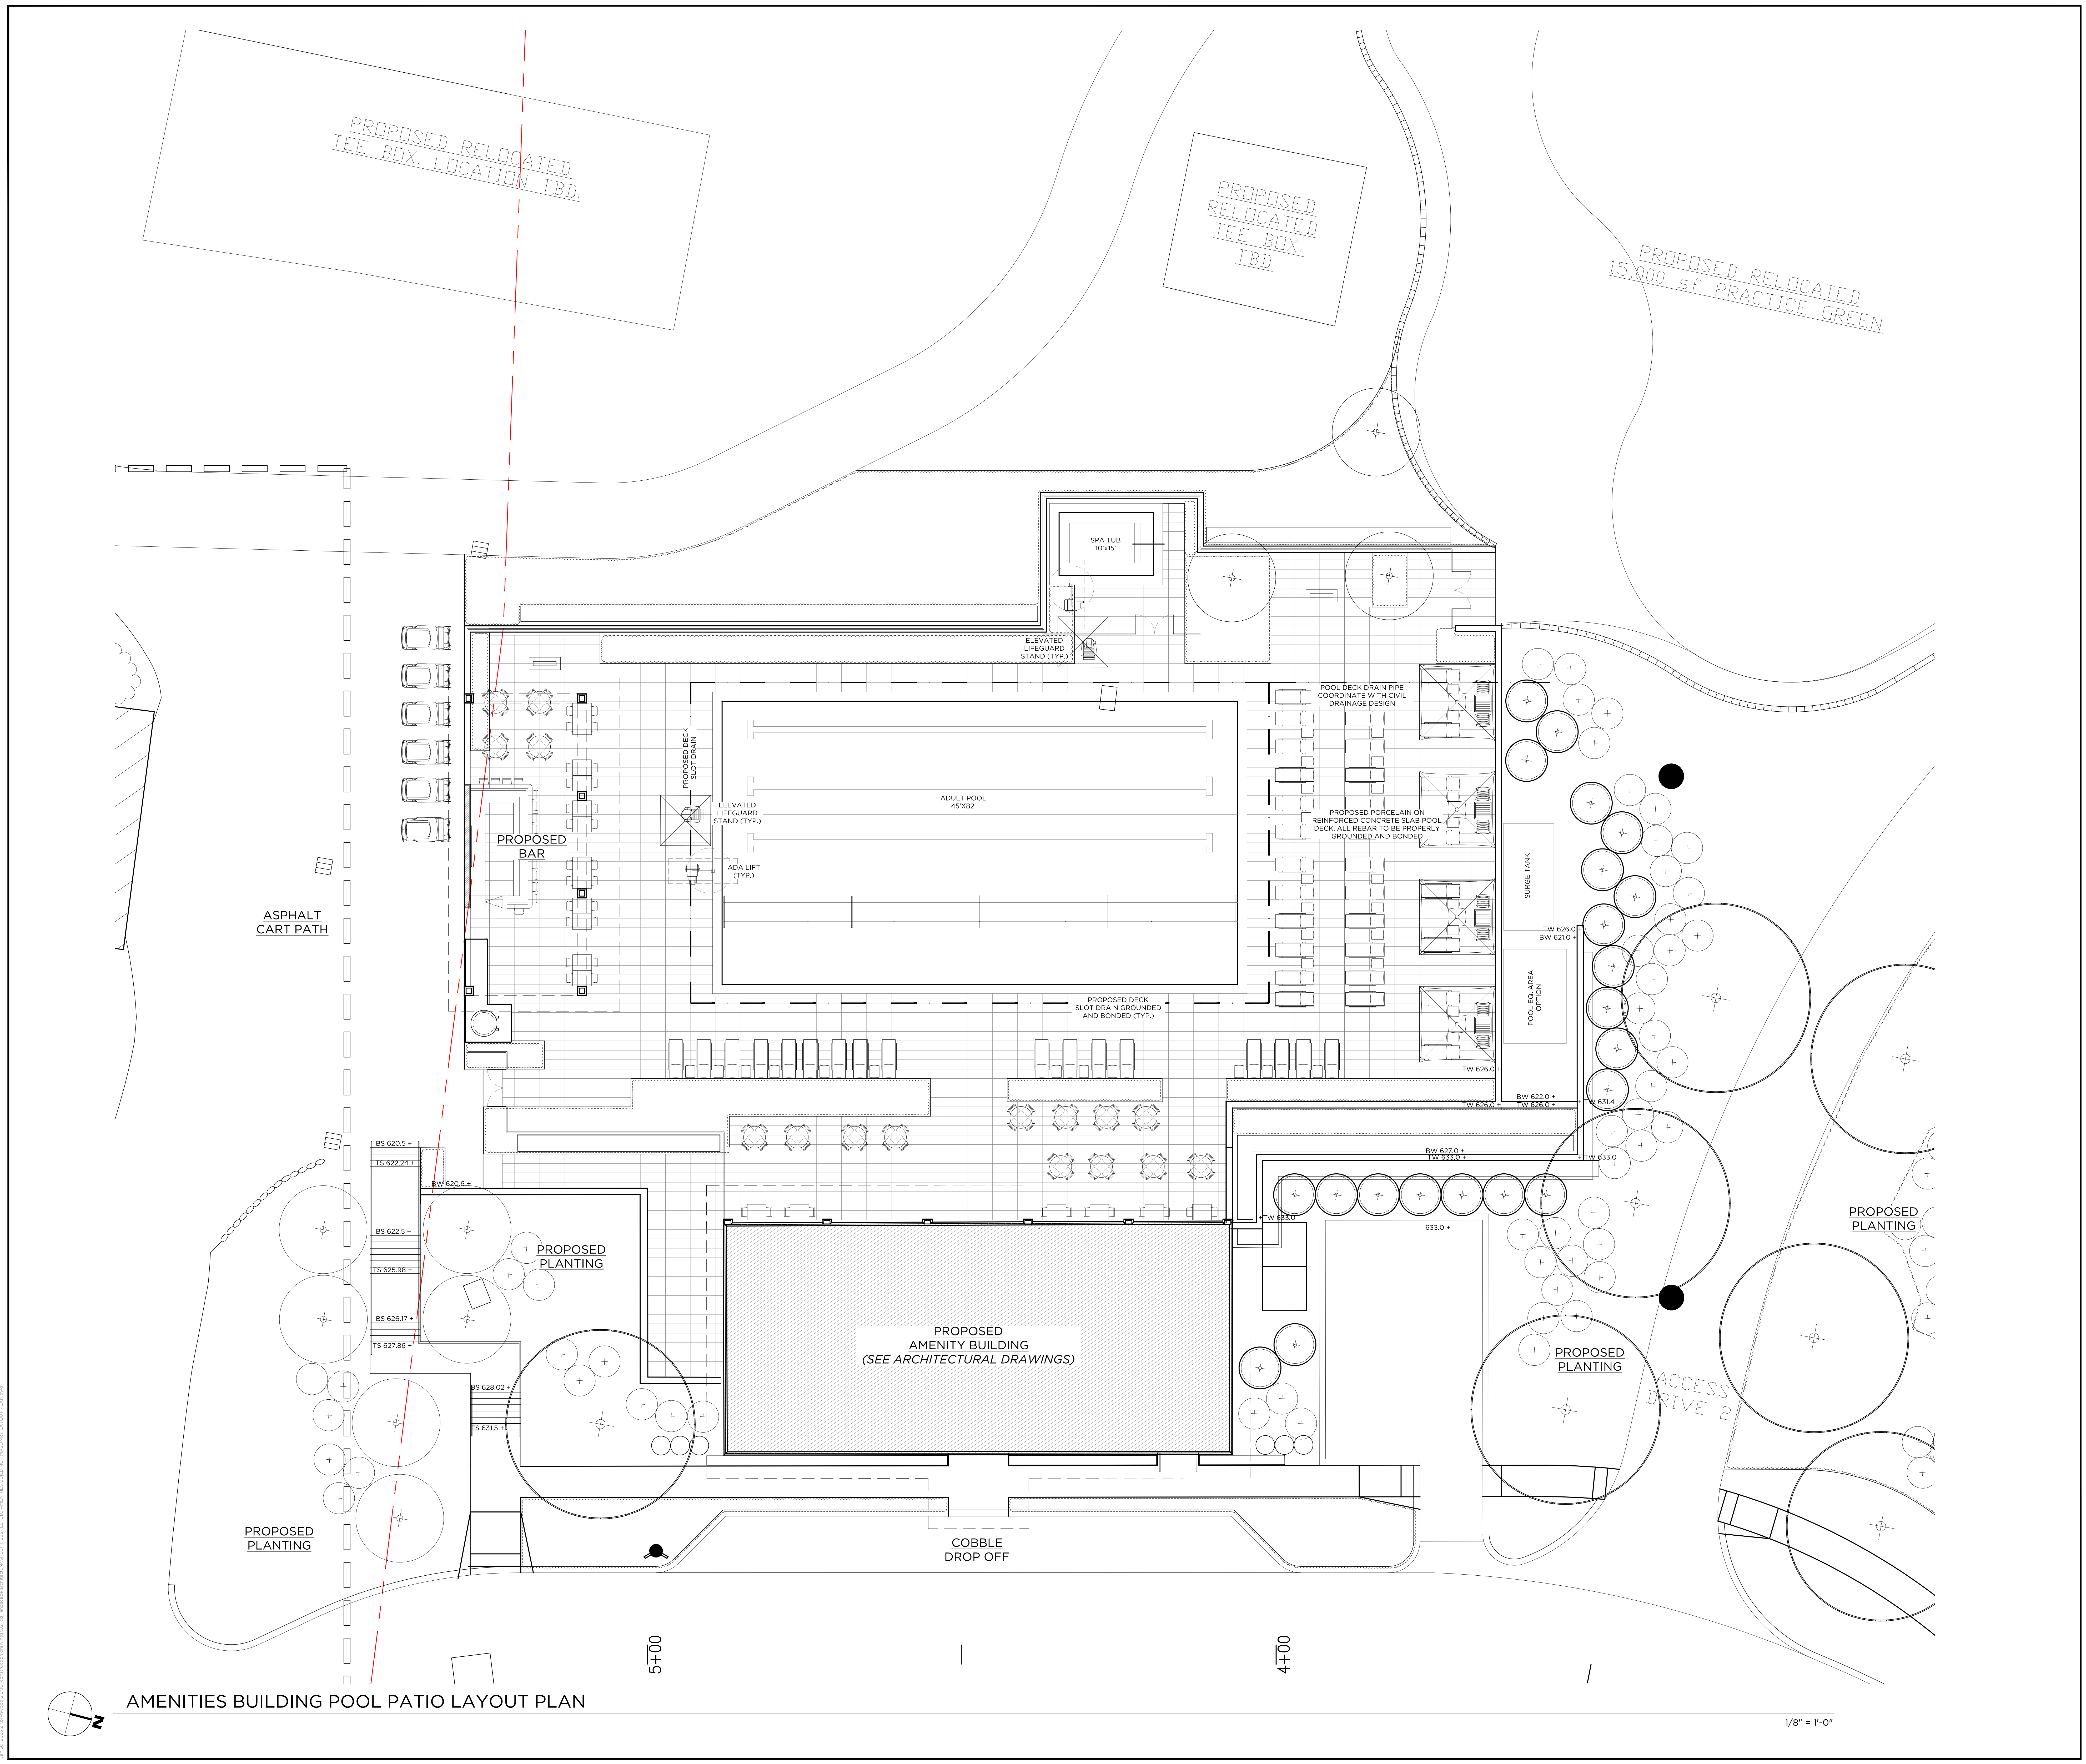 PROPOSED RELOCATED
TEE BOX. LOCATION TBD.
PROPOSED
RELOCATED
TEE BOX.
TBD
PROPOSED RELOCATED
15,000 sf PRACTICE GREEN
SPA TUB
10'x15'
ELEVATED
LIFEGUARD
STAND (TYP.)
POOL DECK DRAIN PIPE
COORDINATE WITH CIVIL
DRAINAGE DESIGN
PROPOSED DECK
SLOT DRAIN
ADULT POOL
45'X82'
ELEVATED
LIFEGUARD
STAND (TYP.)
PROPOSED PORCELAIN ON
REINFORCED CONCRETE SLAB POOL
DECK. ALL REBAR TO BE PROPERLY
GROUNDED AND BONDED
PROPOSED
BAR
ADA LIFT
(TYP.)
SURGE TANK
ASPHALT
CART PATH
TW 626.0 +
BW 621.0 +
POOL EQ. AREA
OPTION
PROPOSED DECK
SLOT DRAIN GROUNDED
AND BONDED (TYP.)
TW 626.0 +
BW 622.0 +
TW 626.0 +
TW 626.0 +
+ TW 631.4
BS 620.5 +
TS 622.24 +
BW 627.0 +
TW 633.0 +
+ TW 633.0
BW 620.6 +
+TW 633.0
633.0 +
PROPOSED
PLANTING
BS 622.5 +
TS 625.98 +
PROPOSED
PLANTING
BS 626.17 +
TS 627.86 +
PROPOSED
AMENITY BUILDING
(SEE ARCHITECTURAL DRAWINGS)
PROPOSED
PLANTING
BS 628.02 +
TS 631.5 +
ACCESS
DRIVE 2
PROPOSED
PLANTING
COBBLE
DROP OFF
5+00
4+00
N
AMENITIES BUILDING POOL PATIO LAYOUT PLAN
1/8" = 1'-0"